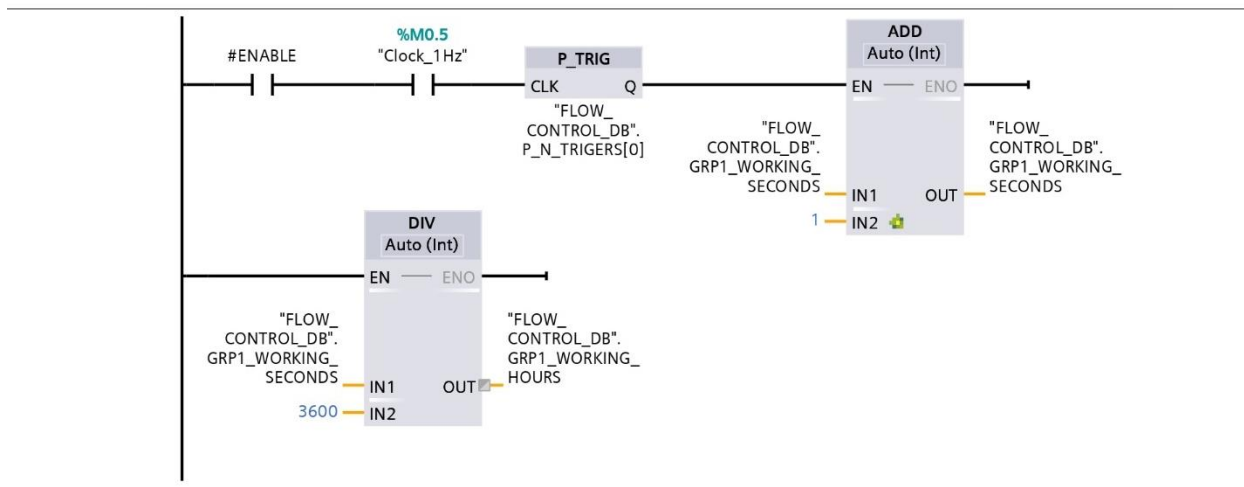 #ENABLE
%M0.5
"Clock_1Hz"
P_TRIG
CLK
Q
"FLOW_
CONTROL_DB".
P_N_TRIGERS[0]
ADD
Auto (Int)
EN
ENO
"FLOW_
CONTROL_DB".
GRP1_WORKING_
SECONDS
IN1
1
IN2
OUT
"FLOW_
CONTROL_DB".
GRP1_WORKING_
SECONDS
DIV
Auto (Int)
EN
ENO
"FLOW_
CONTROL_DB".
GRP1_WORKING_
SECONDS
IN1
3600
IN2
OUT
"FLOW_
CONTROL_DB".
GRP1_WORKING_
HOURS